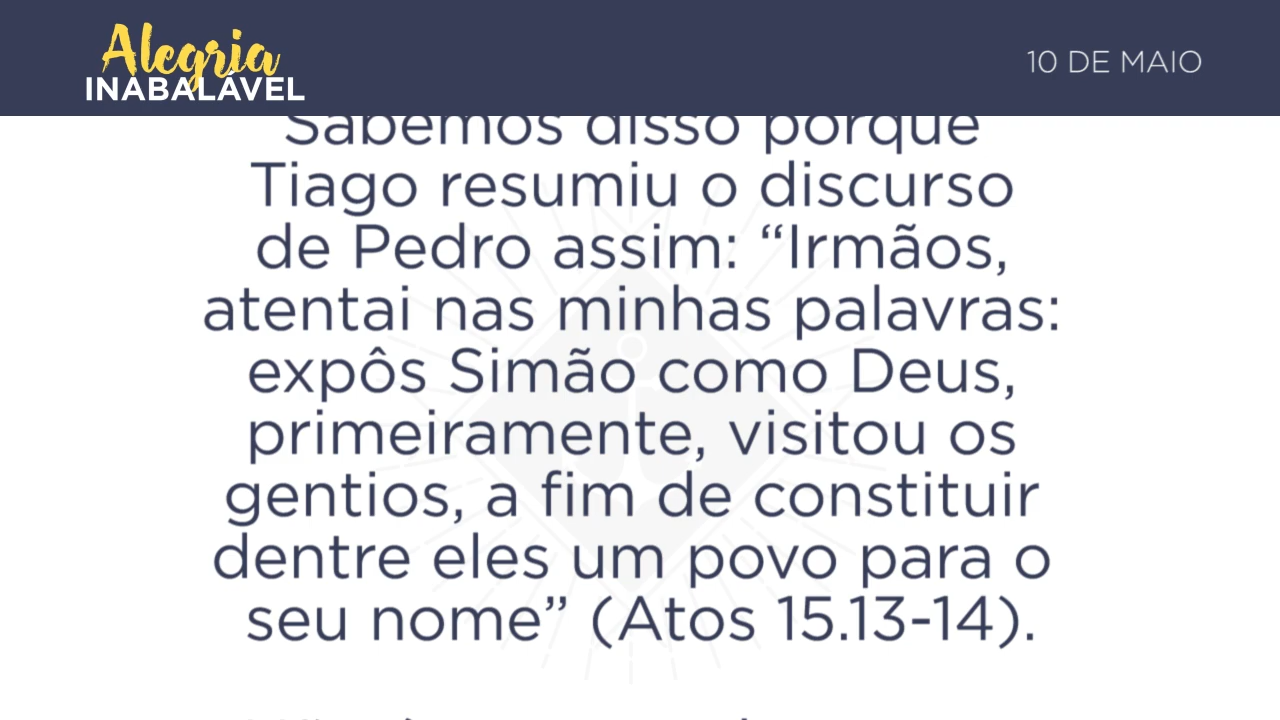 Alegria
INABALÁVEL
10 DE MAIO
Sabemos disso porque
Tiago resumiu o discurso
de Pedro assim: “Irmãos,
atentai nas minhas palavras:
expôs Simão como Deus,
primeiramente, visitou os
gentios, a fim de constituir
dentre eles um povo para o
seu nome” (Atos 15.13-14).